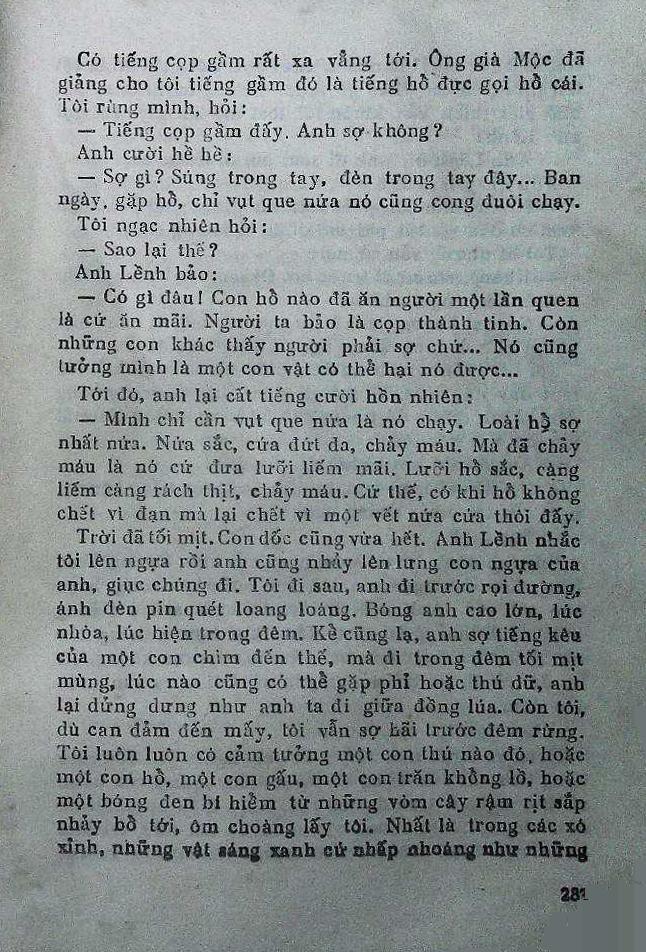 Có tiếng cọp gầm rất xa vẳng tới. Ông già Mộc đã
giảng cho tôi tiếng gầm đó là tiếng hổ đực gọi hổ cái.
Tôi rùng mình, hỏi:
— Tiếng cọp gầm đấy. Anh sợ không?
Anh cười hề hề:
— Sợ gì? Súng trong tay, đèn trong tay đây... Ban
ngày, gặp hổ, chỉ vụt que nứa nó cũng cong đuôi chạy.
Tôi ngạc nhiên hỏi:
— Sao lại thế?
Anh Lềnh bảo:
— Có gì đâu! Con hổ nào đã ăn người một lần quen
là cứ ăn mãi. Người ta bảo là cọp thành tinh. Còn
những con khác thấy người phải sợ chứ... Nó cũng
tưởng mình là một con vật có thể hại nó được...
Tới đó, anh lại cất tiếng cười hồn nhiên:
— Mình chỉ cần vụt que nứa là nó chạy. Loài hổ sợ
nhất nứa. Nứa sắc, cứa đứt da, chảy máu. Mà đã chảy
máu là nó cứ đưa lưỡi liếm mãi. Lưỡi hổ sắc, càng
liếm càng rách thịt, chảy máu. Cứ thế, có khi hổ không
chết vì đạn mà lại chết vì một vết nứa cứa thôi đấy.
Trời đã tối mịt. Con dốc cũng vừa hết. Anh Lềnh nhắc
tôi lên ngựa rồi anh cũng nhảy lên lưng con ngựa của
anh, giục chúng đi. Tôi đi sau, anh đi trước rọi đường,
ánh đèn pin quét loang loáng. Bóng anh cao lớn, lúc
nhòa, lúc hiện trong đêm. Kể cũng lạ, anh sợ tiếng kêu
của một con chim đến thế, mà đi trong đêm tối mịt
mùng, lúc nào cũng có thể gặp phỉ hoặc thú dữ, anh
lại dửng dưng như anh ta đi giữa đồng lúa. Còn tôi,
dù can đảm đến mấy, tôi vẫn sợ hãi trước đêm rừng.
Tôi luôn luôn có cảm tưởng một con thú nào đó, hoặc
một con hổ, một con gấu, một con trăn khổng lồ, hoặc
một bóng đen bí hiểm từ những vòm cây rậm rịt sắp
nhảy bổ tới, ôm choàng lấy tôi. Nhất là trong các xó
xỉnh, những vật sáng xanh cứ nhấp nhoáng như những
281